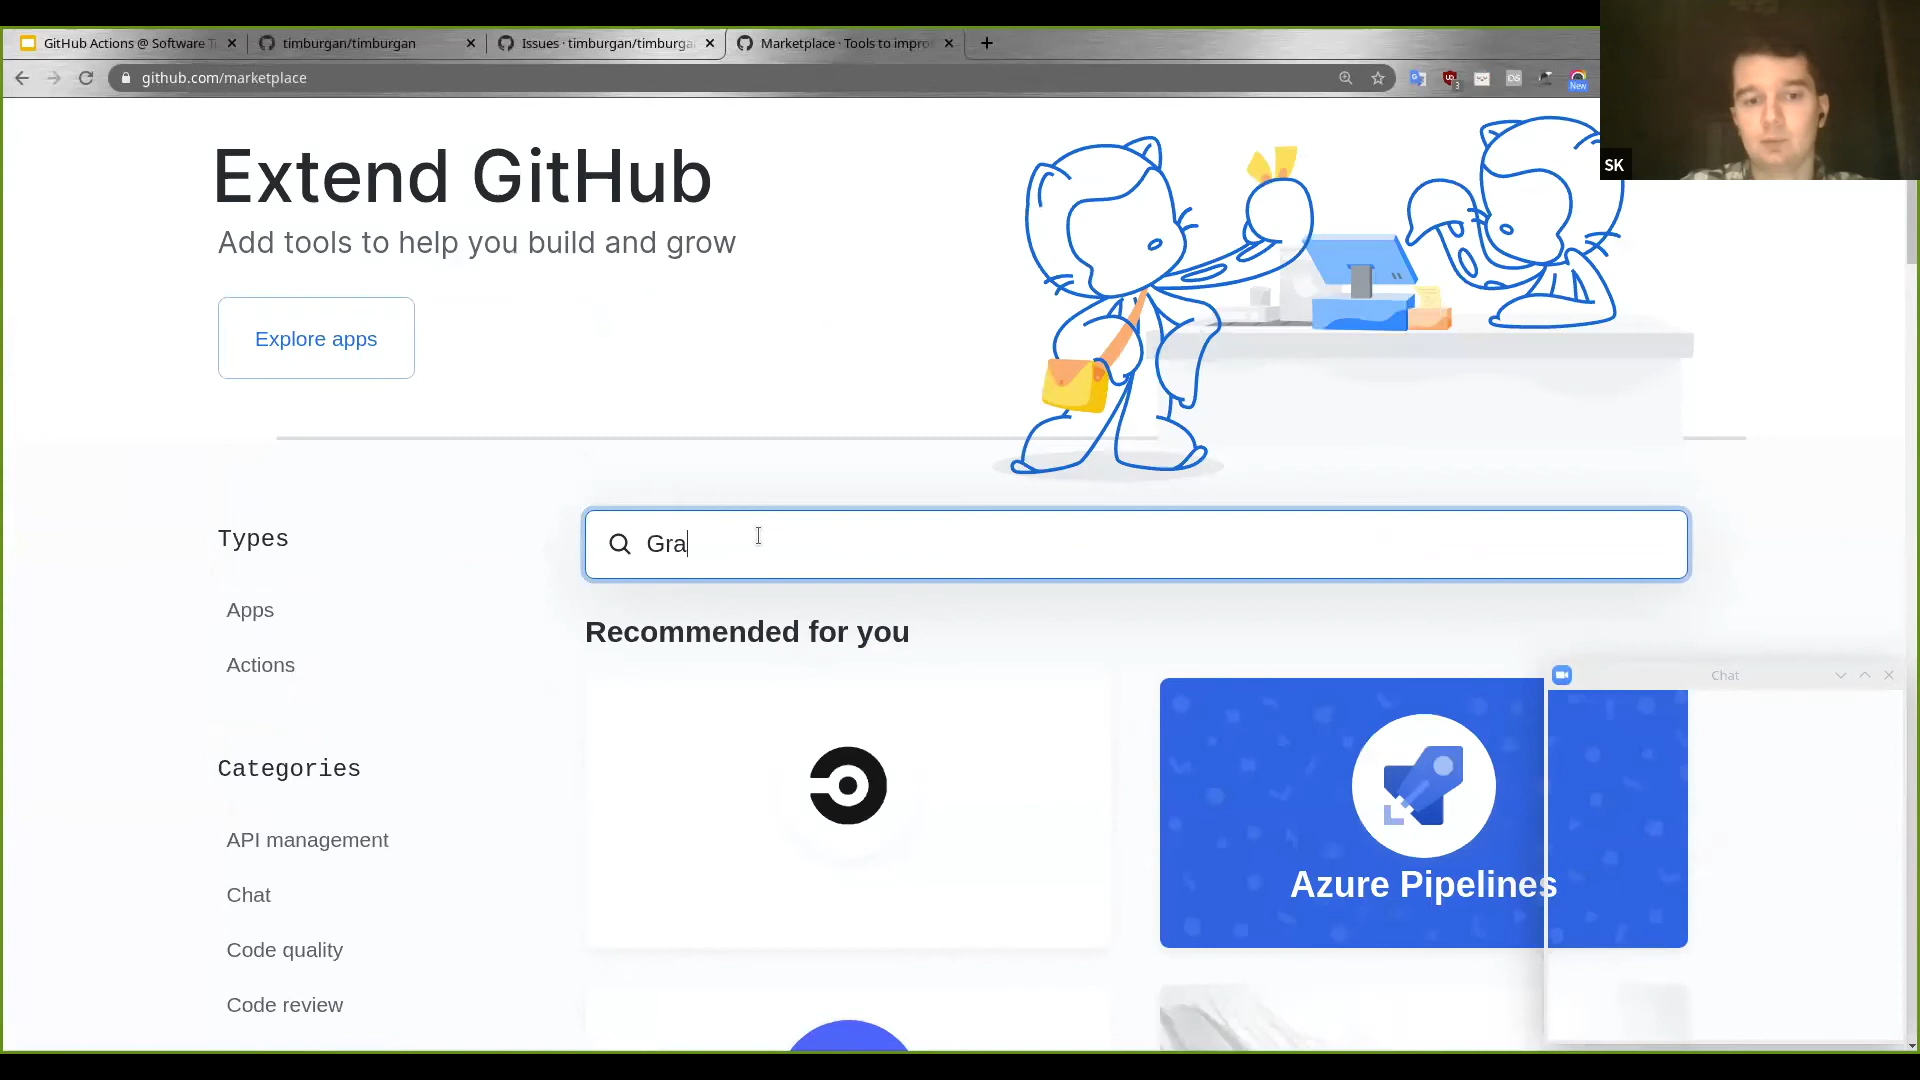 GitHub Actions @ Software T
timburgan/timburgan
Issues · timburgan/timburga
Marketplace · Tools to impro
github.com/marketplace
3
New
SK
Extend GitHub
Add tools to help you build and grow
Explore apps
Types
Gra
Apps
Recommended for you
Actions
Chat
Categories
API management
Azure Pipelines
Chat
Code quality
Code review